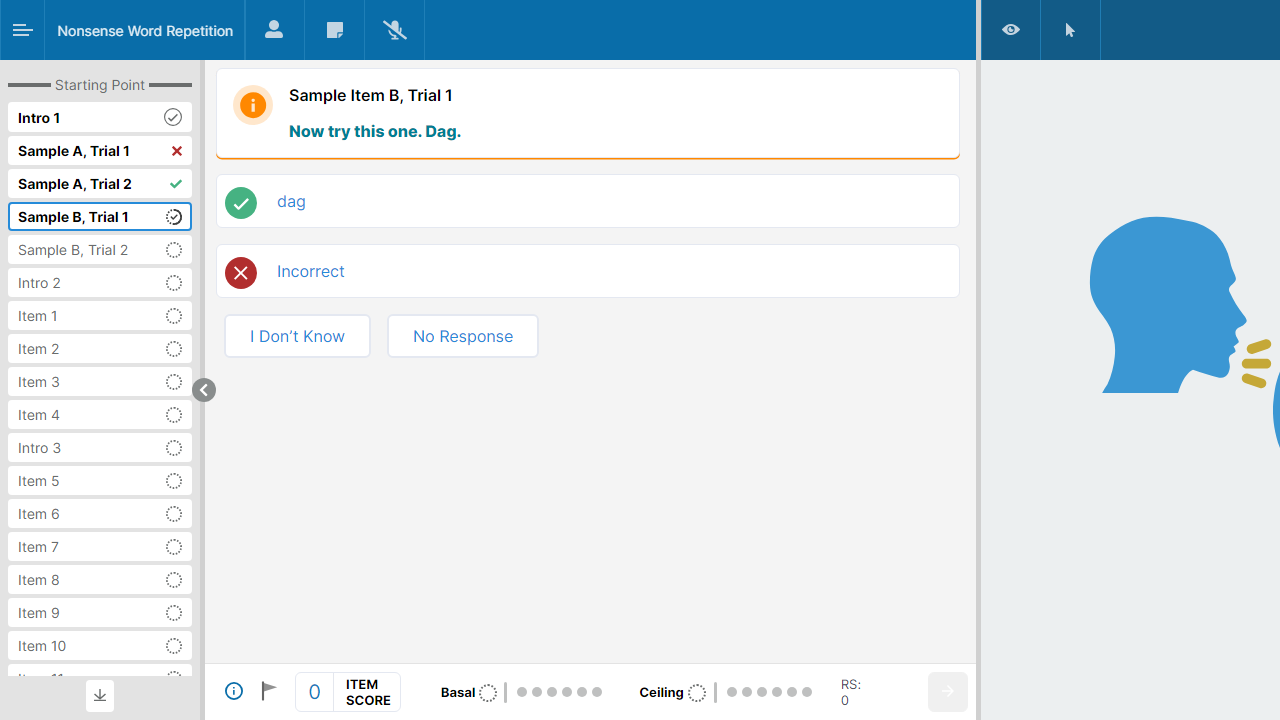 Nonsense Word Repetition
Starting Point
Intro 1
Sample A, Trial 1
Sample A, Trial 2
Sample B, Trial 1
Sample B, Trial 2
Intro 2
Item 1
Item 2
Item 3
Item 4
Intro 3
Item 5
Item 6
Item 7
Item 8
Item 9
Item 10
Item 11
Sample Item B, Trial 1
Now try this one. Dag.
dag
Incorrect
I Don’t Know
No Response
0 ITEM SCORE
Basal
Ceiling
RS:
0